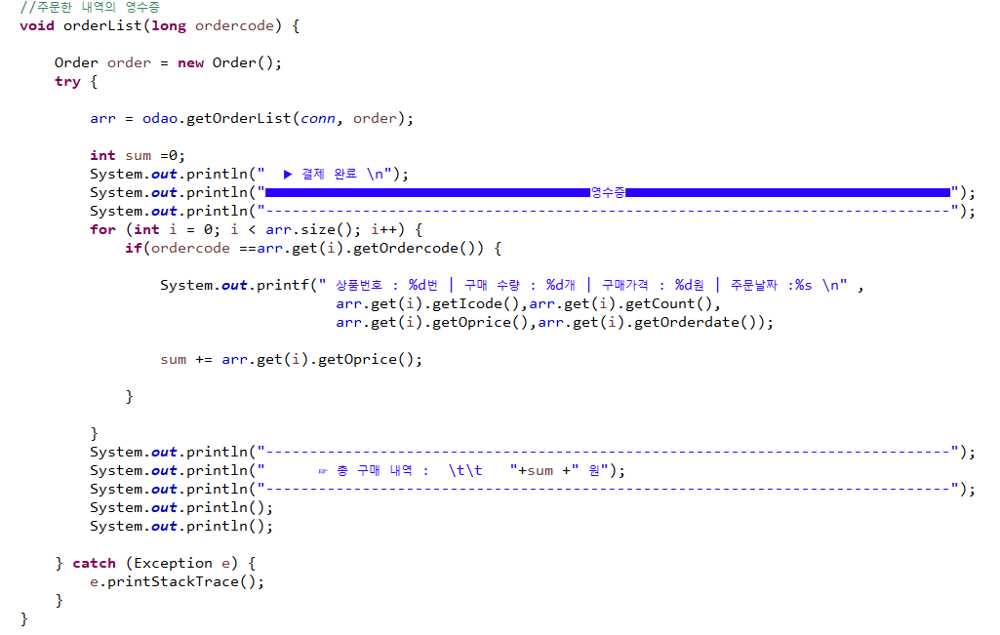 //주문한 내역의 영수증
void orderList(long ordercode) {
Order order = new Order();
try {
arr = odao.getOrderList(conn, order);
int sum =0;
System.out.println("  ▶ 결제 완료 \n");
System.out.println("■■■■■■■■■■■■■■■■■■■■■■■■■■■■영수증■■■■■■■■■■■■■■■■■■■■■■■■■■■■");
System.out.println("------------------------------------------------------------------------------");
for (int i = 0; i < arr.size(); i++) {
if(ordercode ==arr.get(i).getOrdercode()) {
System.out.printf(" 상품번호 : %d번 | 구매 수량 : %d개 | 구매가격 : %d원 | 주문날짜 :%s \n" ,
arr.get(i).getIcode(),arr.get(i).getCount(),
arr.get(i).getOprice(),arr.get(i).getOrderdate());
sum += arr.get(i).getOprice();
}
}
System.out.println("------------------------------------------------------------------------------");
System.out.println("      ☞ 총 구매 내역 :  \t\t   "+sum +" 원");
System.out.println("------------------------------------------------------------------------------");
System.out.println();
System.out.println();
} catch (Exception e) {
e.printStackTrace();
}
}